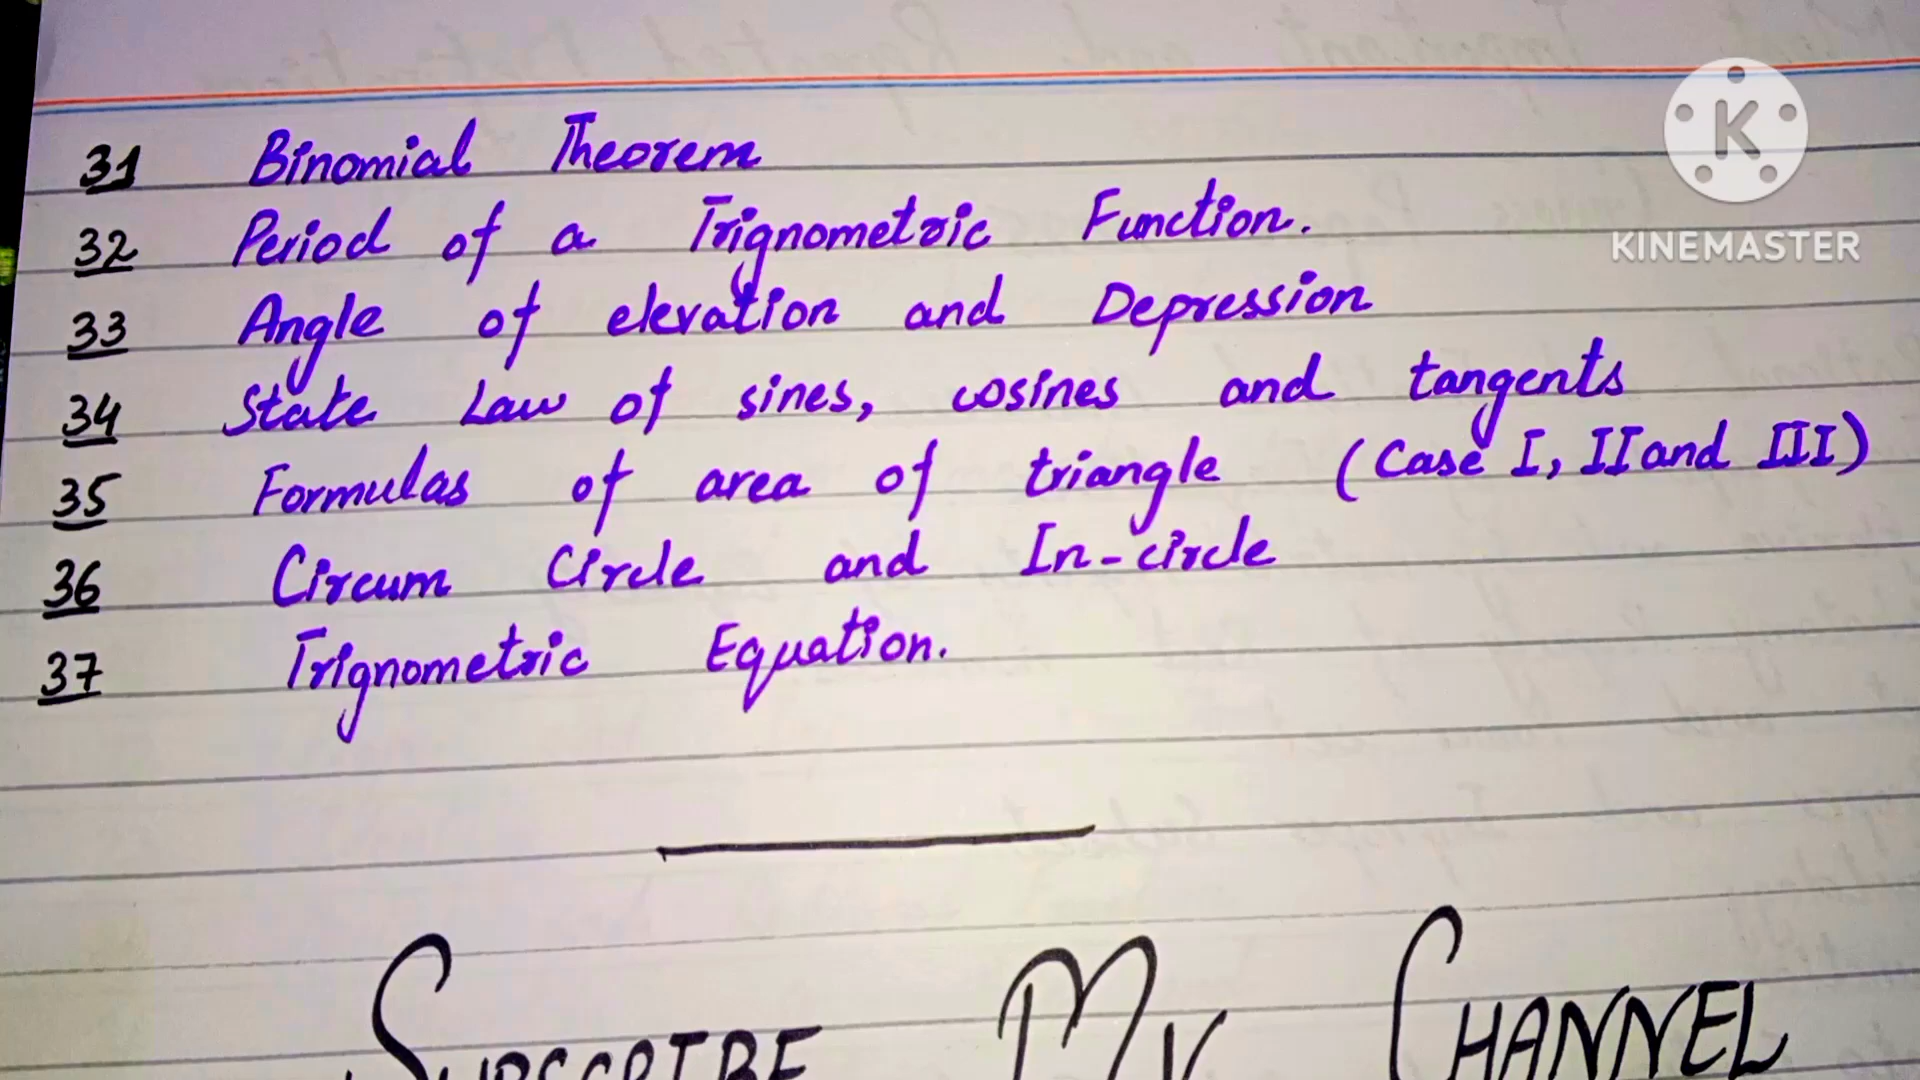 31 Binomial Theorem
32 Period of a Trignometric Function.
33 Angle of elevation and Depression
34 State Law of sines, cosines and tangents
35 Formulas of area of triangle (Case I, II and III)
36 Circum Circle and In-circle
37 Trignometric Equation.
SUBSCRIBE MY CHANNEL
K
KINEMASTER